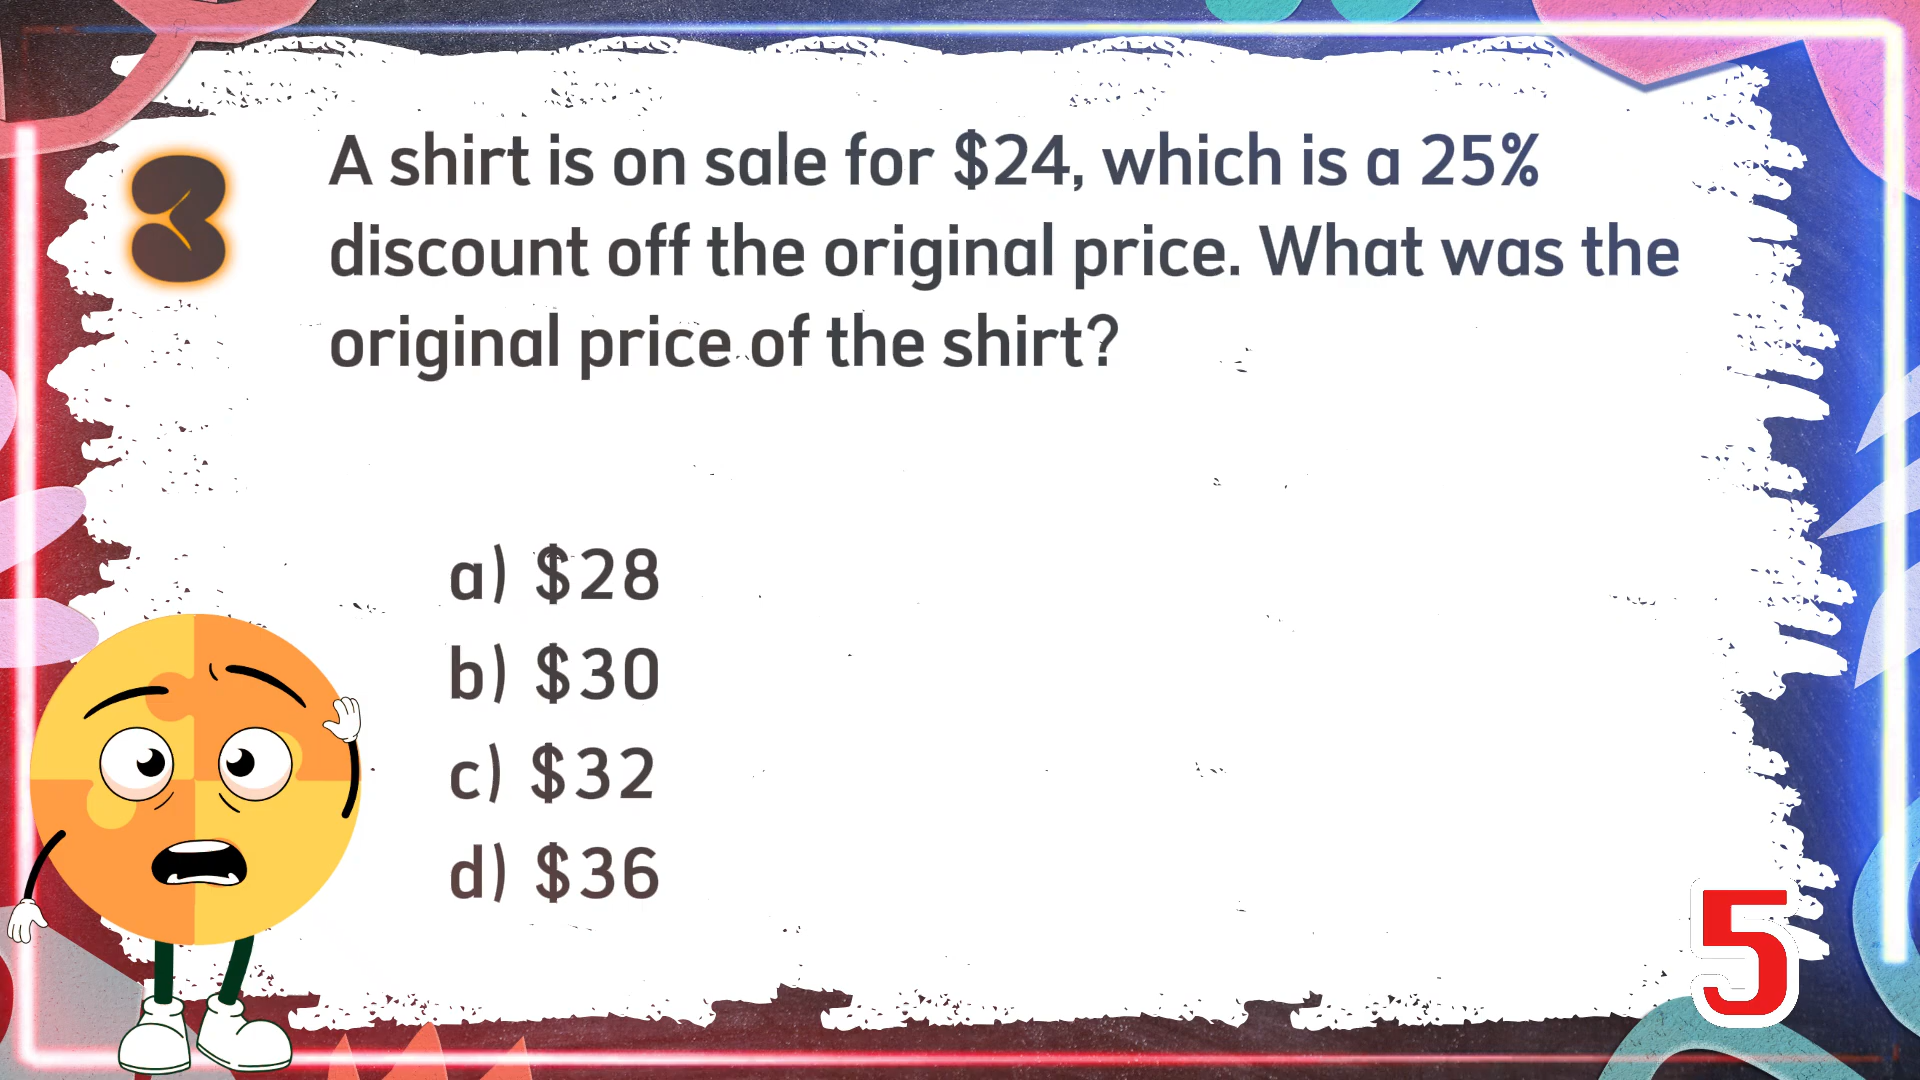 3
A shirt is on sale for $24, which is a 25%
discount off the original price. What was the
original price of the shirt?
a) $28
b) $30
c) $32
d) $36
5